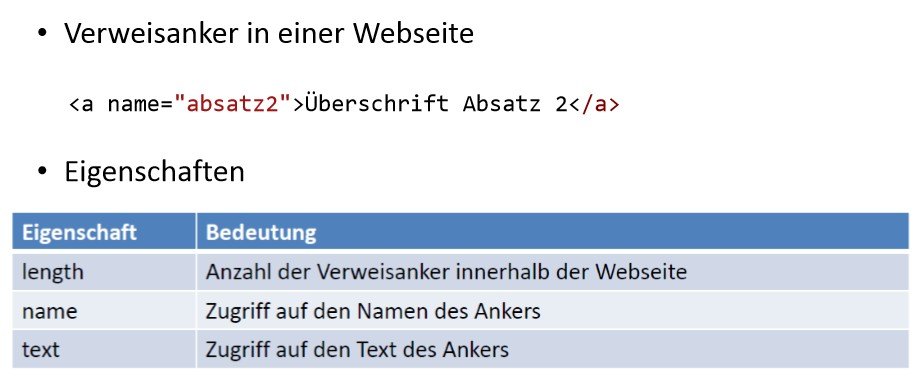 • Verweisanker in einer Webseite
<a name="absatz2">Überschrift Absatz 2</a>
• Eigenschaften
Eigenschaft Bedeutung
length Anzahl der Verweisanker innerhalb der Webseite
name Zugriff auf den Namen des Ankers
text Zugriff auf den Text des Ankers